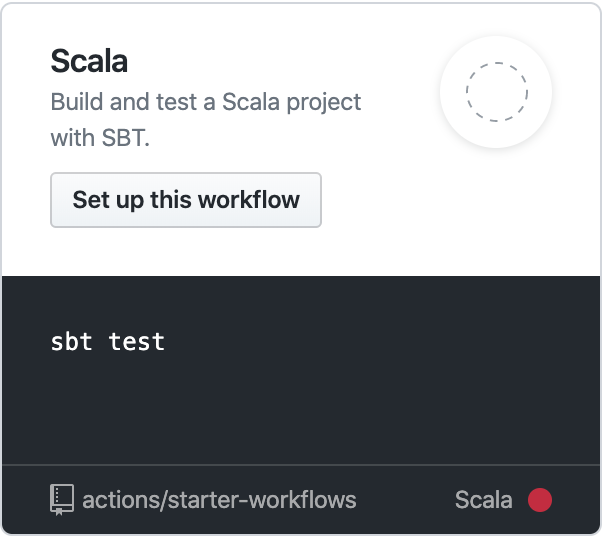 Scala
Build and test a Scala project
with SBT.
Set up this workflow
sbt test
actions/starter-workflows
Scala